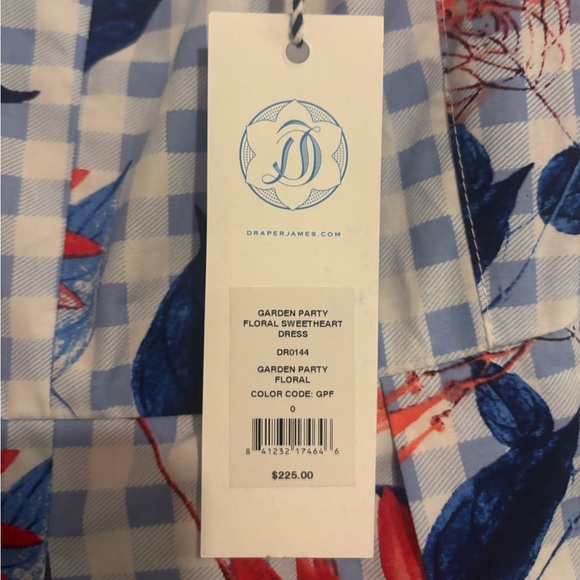 D
DRAPERJAMES.COM
GARDEN PARTY
FLORAL SWEETHEART
DRESS
DR0144
GARDEN PARTY
FLORAL
COLOR CODE: GPF
0
8 41232 17464 6
$225.00